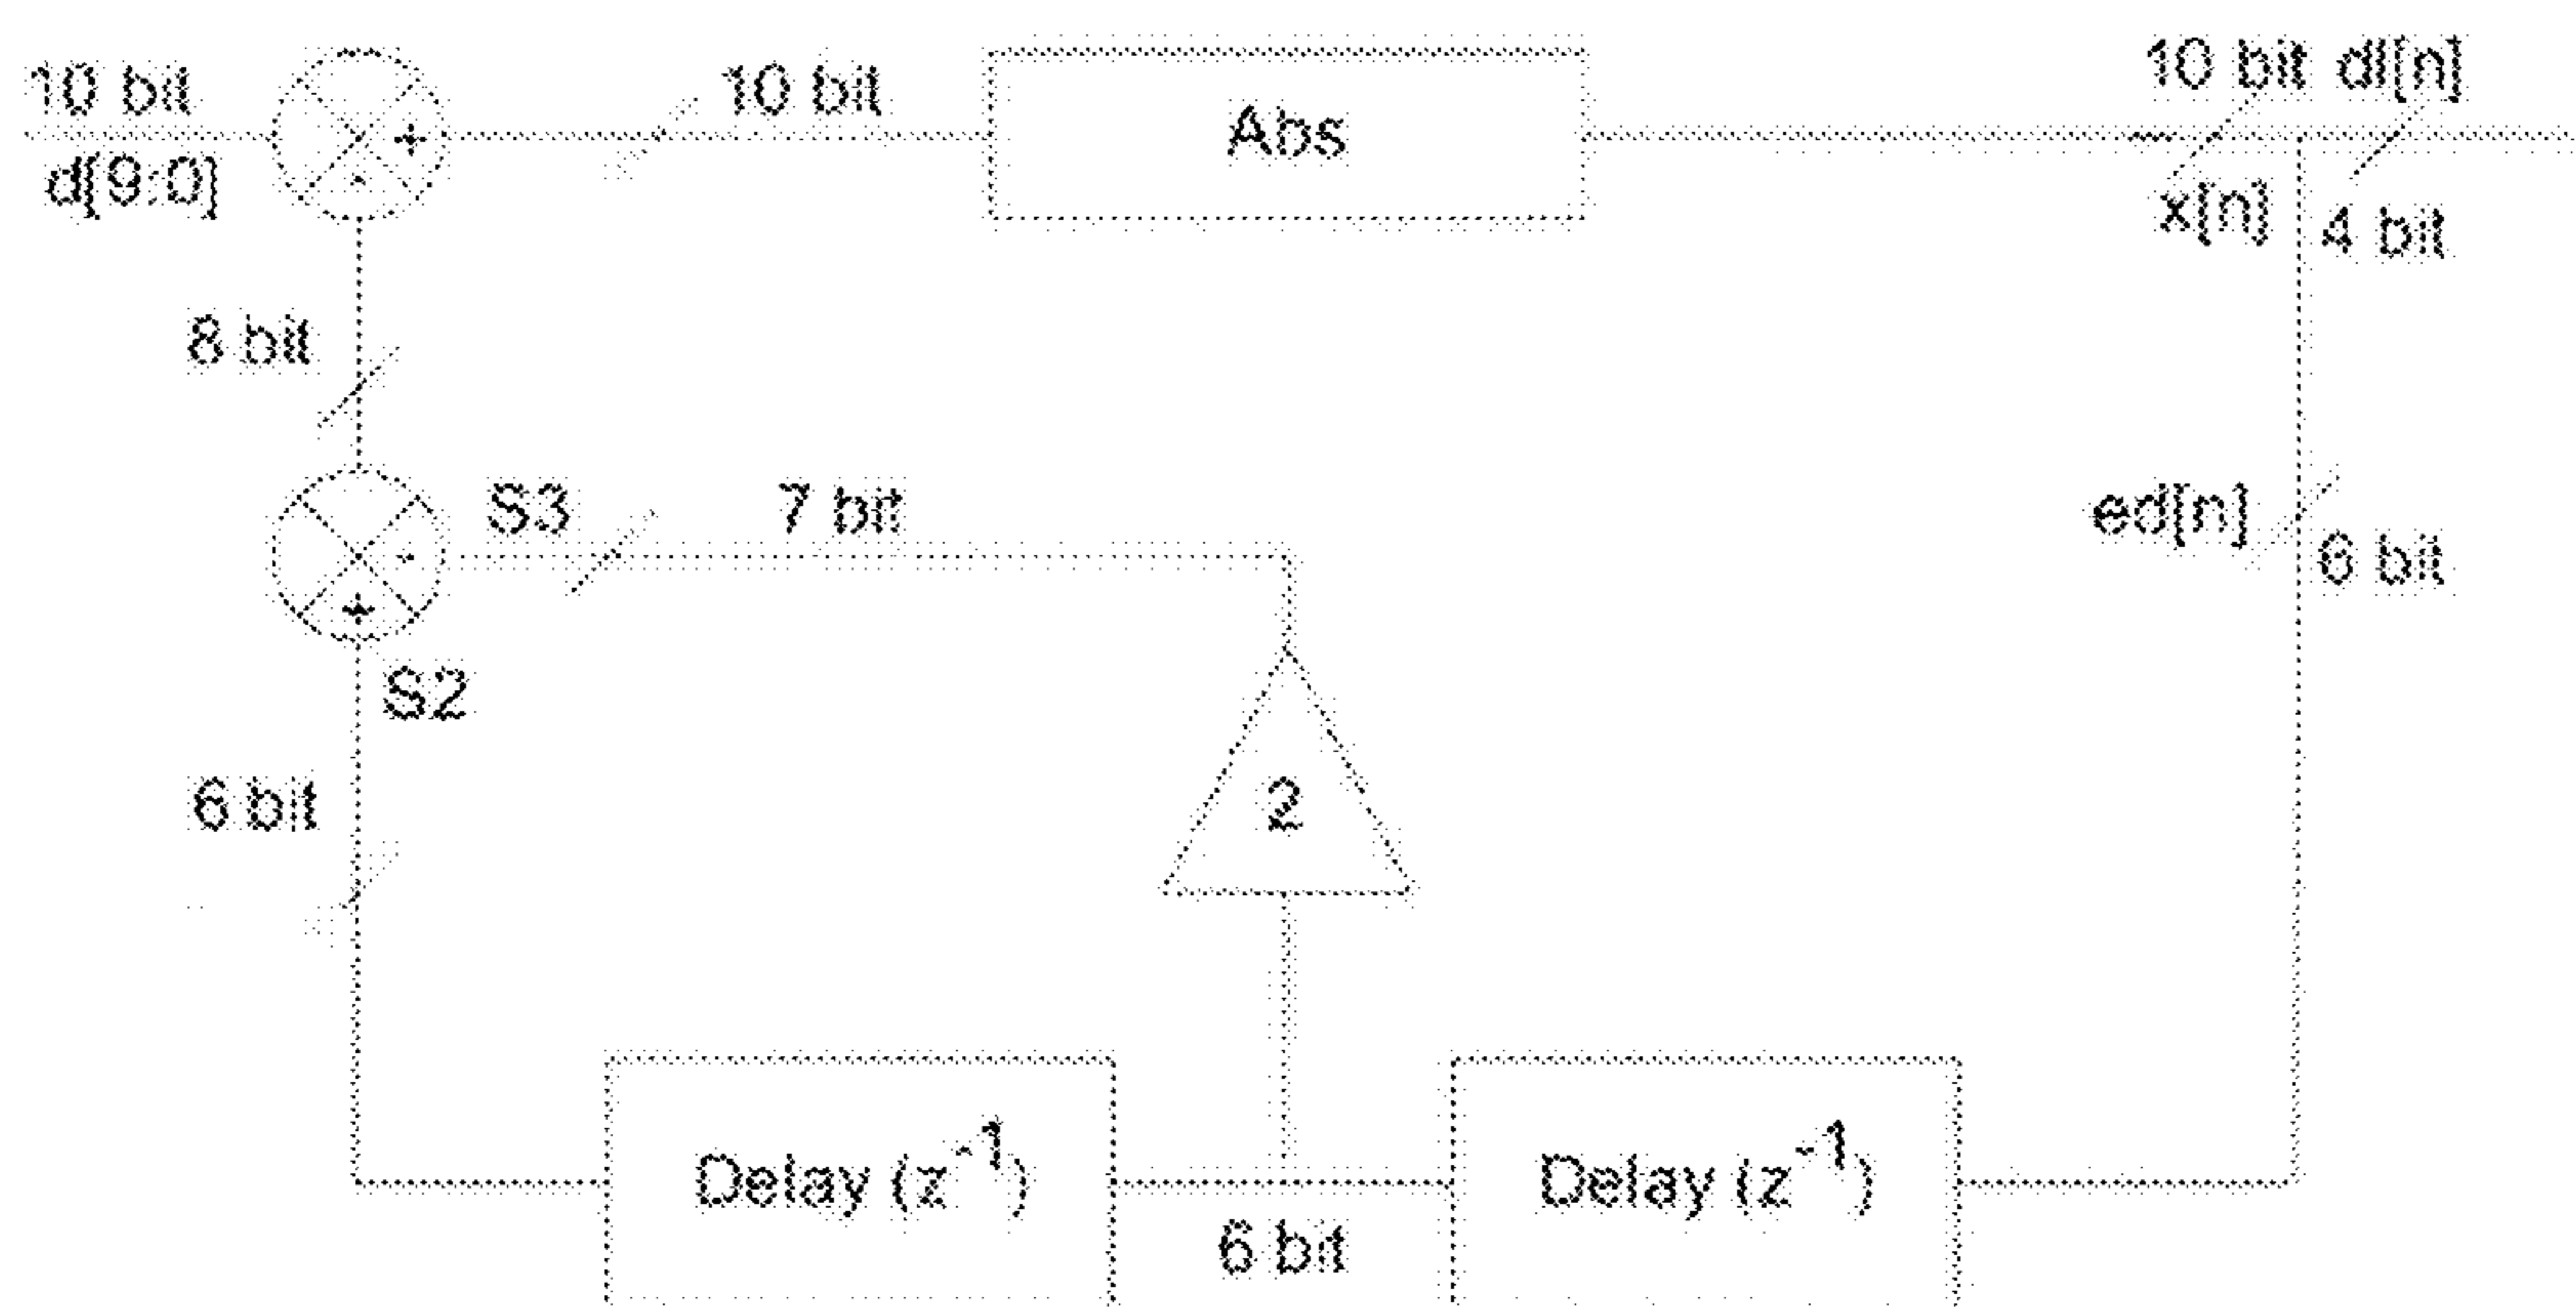 10 bit
d[9:0]
+
-
10 bit
Abs
10 bit
dl[n]
x[n]
4 bit
8 bit
S3
7 bit
-
+
S2
ed[n]
6 bit
6 bit
2
Delay (z⁻¹)
6 bit
Delay (z⁻¹)